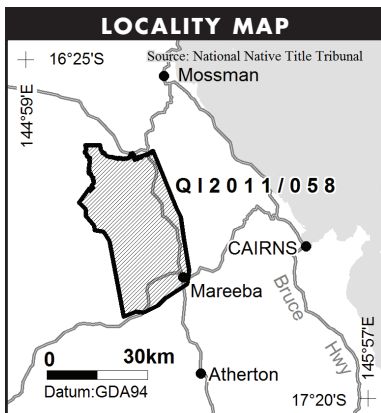 LOCALITY MAP
16°25'S
Source: National Native Title Tribunal
Mossman
144°59'E
QI2011/058
CAIRNS
Mareeba
Bruce Hwy
0 30km
Atherton
Datum:GDA94
145°57'E
17°20'S